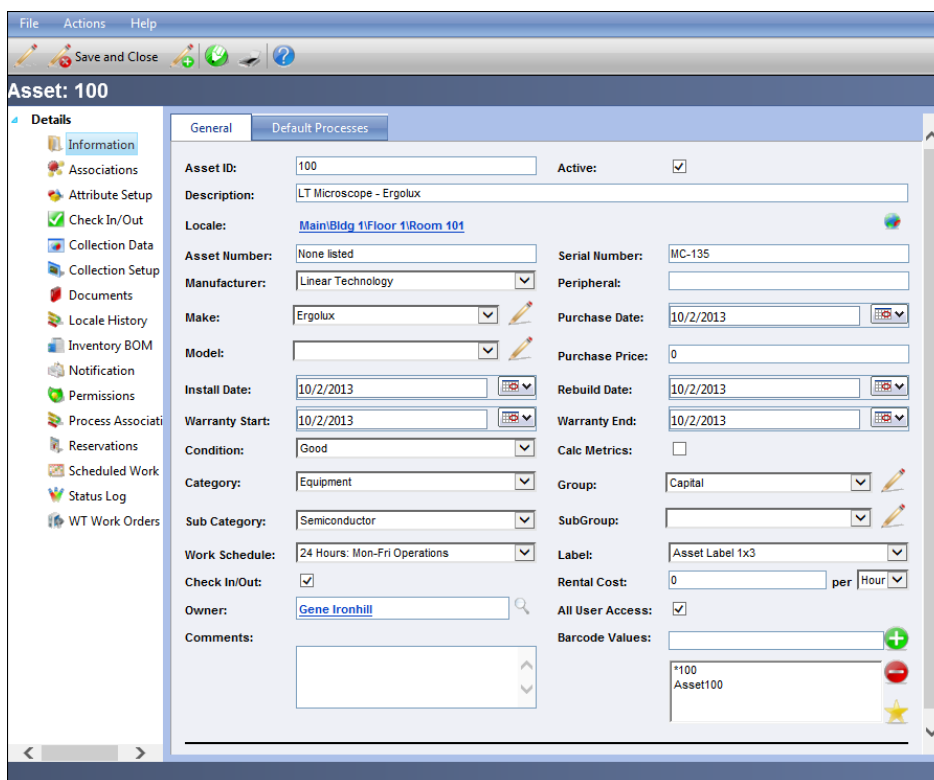 File Actions Help
Save and Close
Asset: 100
Details
Information
Associations
Attribute Setup
Check In/Out
Collection Data
Collection Setup
Documents
Locale History
Inventory BOM
Notification
Permissions
Process Associati
Reservations
Scheduled Work
Status Log
WT Work Orders
General Default Processes
Asset ID: 100 Active:
Description: LT Microscope - Ergolux
Locale: Main\Bldg 1\Floor 1\Room 101
Asset Number: None listed Serial Number: MC-135
Manufacturer: Linear Technology Peripheral:
Make: Ergolux Purchase Date: 10/2/2013
Model: Purchase Price: 0
Install Date: 10/2/2013 Rebuild Date: 10/2/2013
Warranty Start: 10/2/2013 Warranty End: 10/2/2013
Condition: Good Calc Metrics:
Category: Equipment Group: Capital
Sub Category: Semiconductor SubGroup:
Work Schedule: 24 Hours: Mon-Fri Operations Label: Asset Label 1x3
Check In/Out: Rental Cost: 0 per Hour
Owner: Gene Ironhill All User Access:
Comments: Barcode Values:
*100
Asset100